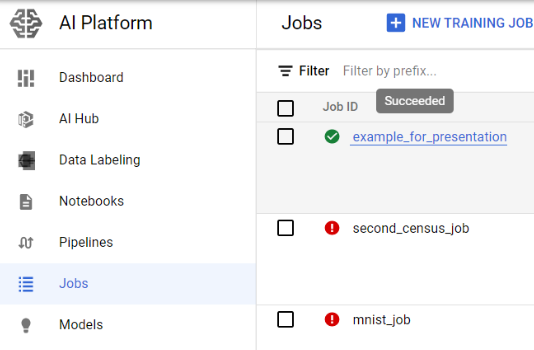 AI Platform
Jobs
NEW TRAINING JOB
Dashboard
AI Hub
Data Labeling
Notebooks
Pipelines
Jobs
Models
Filter
Filter by prefix...
Job ID
Succeeded
example_for_presentation
second_census_job
mnist_job